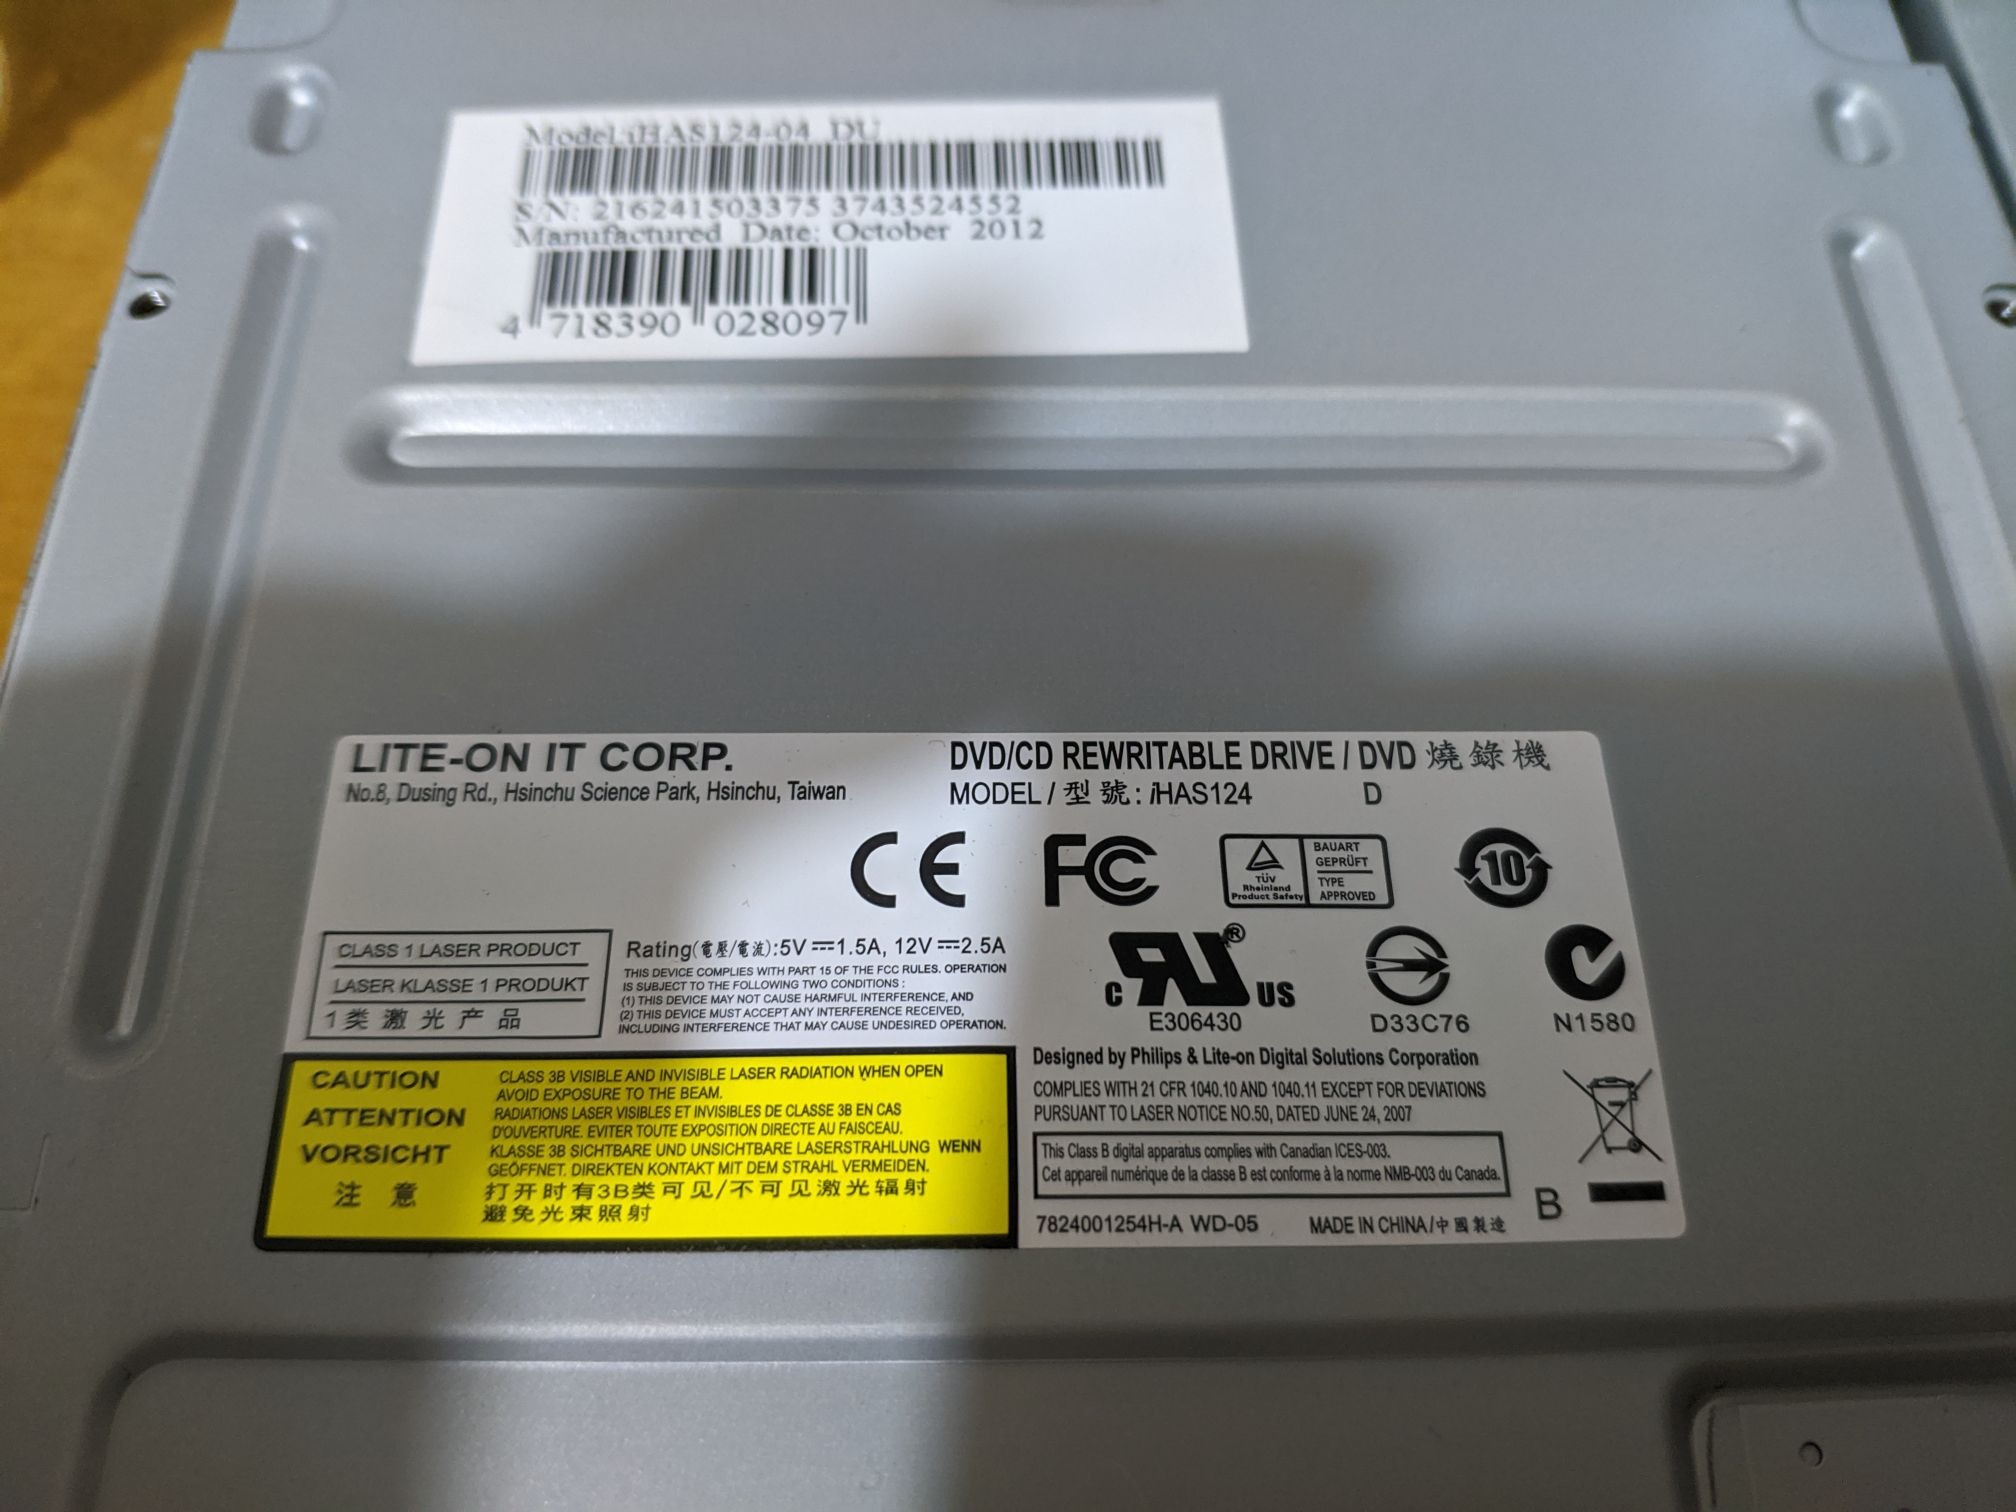 Model:iHAS124-04 DU
S/N: 216241503375 3743524552
Manufactured Date: October 2012
4 718390 028097
LITE-ON IT CORP.
No.8, Dusing Rd., Hsinchu Science Park, Hsinchu, Taiwan
DVD/CD REWRITABLE DRIVE / DVD 燒錄機
MODEL / 型號: iHAS124 D
CE FC
TÜV Rheinland Product Safety
BAUART GEPRÜFT
TYPE APPROVED
10
CLASS 1 LASER PRODUCT
LASER KLASSE 1 PRODUKT
1类激光产品
Rating(電壓/電流):5V⎓1.5A, 12V⎓2.5A
THIS DEVICE COMPLIES WITH PART 15 OF THE FCC RULES. OPERATION
IS SUBJECT TO THE FOLLOWING TWO CONDITIONS :
(1) THIS DEVICE MAY NOT CAUSE HARMFUL INTERFERENCE, AND
(2) THIS DEVICE MUST ACCEPT ANY INTERFERENCE RECEIVED,
INCLUDING INTERFERENCE THAT MAY CAUSE UNDESIRED OPERATION.
c RU® US
E306430
D33C76
N1580
CAUTION
CLASS 3B VISIBLE AND INVISIBLE LASER RADIATION WHEN OPEN
AVOID EXPOSURE TO THE BEAM.
ATTENTION
RADIATIONS LASER VISIBLES ET INVISIBLES DE CLASSE 3B EN CAS
D'OUVERTURE. EVITER TOUTE EXPOSITION DIRECTE AU FAISCEAU.
VORSICHT
KLASSE 3B SICHTBARE UND UNSICHTBARE LASERSTRAHLUNG WENN
GEÖFFNET. DIREKTEN KONTAKT MIT DEM STRAHL VERMEIDEN.
注意
打开时有3B类可见/不可见激光辐射
避免光束照射
Designed by Philips & Lite-on Digital Solutions Corporation
COMPLIES WITH 21 CFR 1040.10 AND 1040.11 EXCEPT FOR DEVIATIONS
PURSUANT TO LASER NOTICE NO.50, DATED JUNE 24, 2007
This Class B digital apparatus complies with Canadian ICES-003.
Cet appareil numérique de la classe B est conforme à la norme NMB-003 du Canada.
7824001254H-A WD-05
MADE IN CHINA/中國製造
B